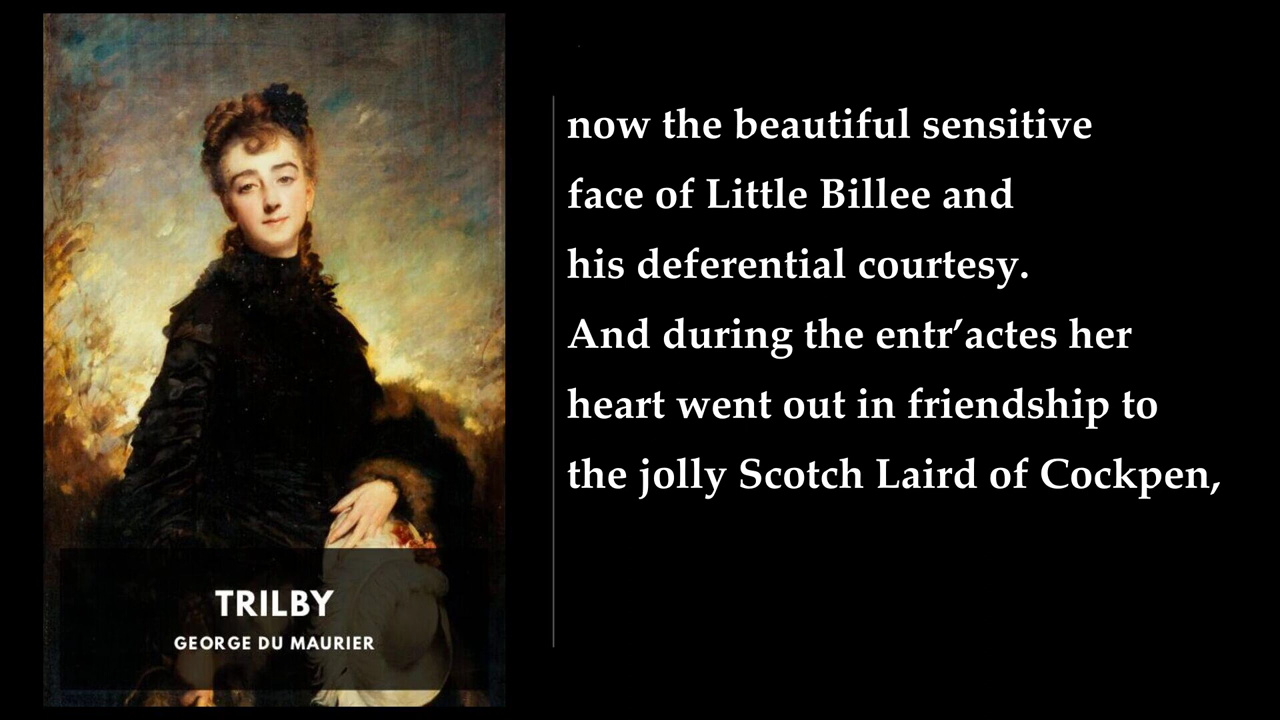 now the beautiful sensitive
face of Little Billee and
his deferential courtesy.
And during the entr’actes her
heart went out in friendship to
the jolly Scotch Laird of Cockpen,
TRILBY
GEORGE DU MAURIER